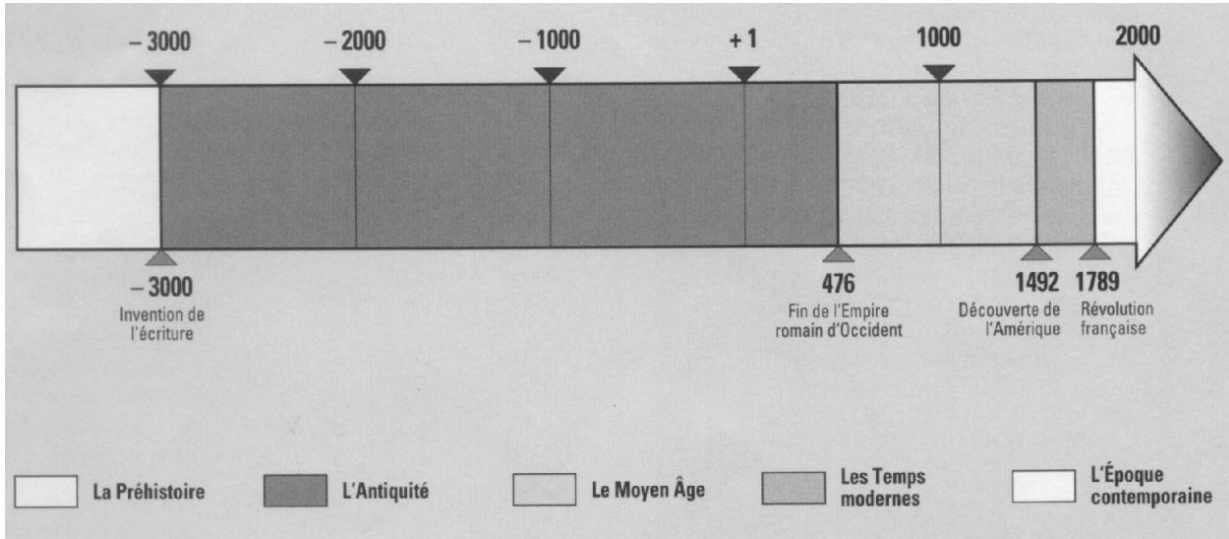 – 3000 – 2000 – 1000 + 1 1000 2000
– 3000 476 1492 1789
Invention de
l'écriture
Fin de l'Empire
romain d'Occident
Découverte de
l'Amérique
Révolution
française
La Préhistoire
L'Antiquité
Le Moyen Âge
Les Temps
modernes
L'Époque
contemporaine